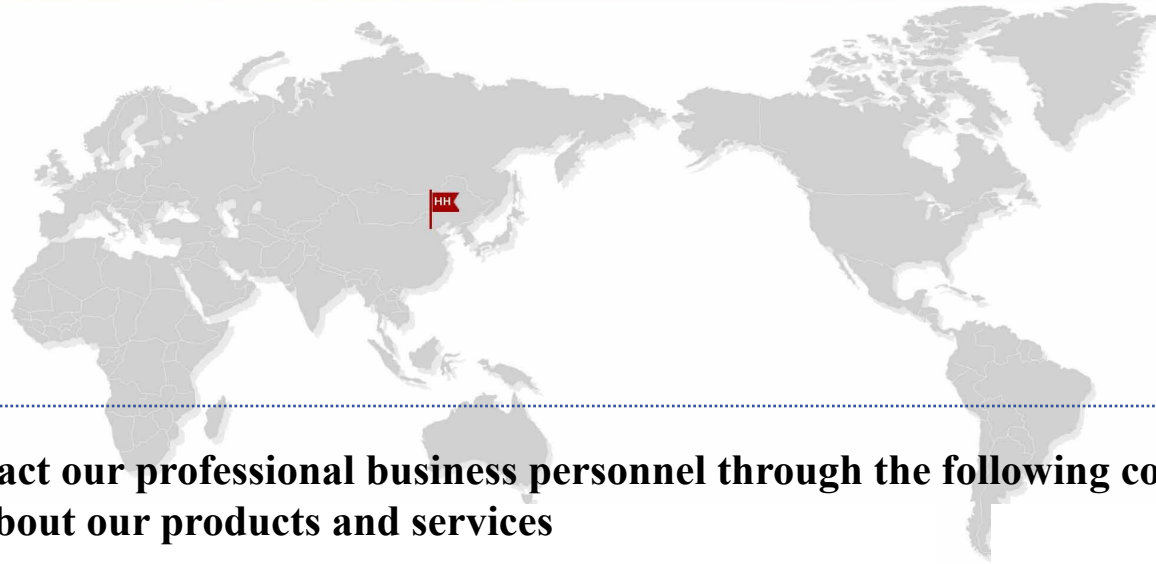 HH
act our professional business personnel through the following co
bout our products and services